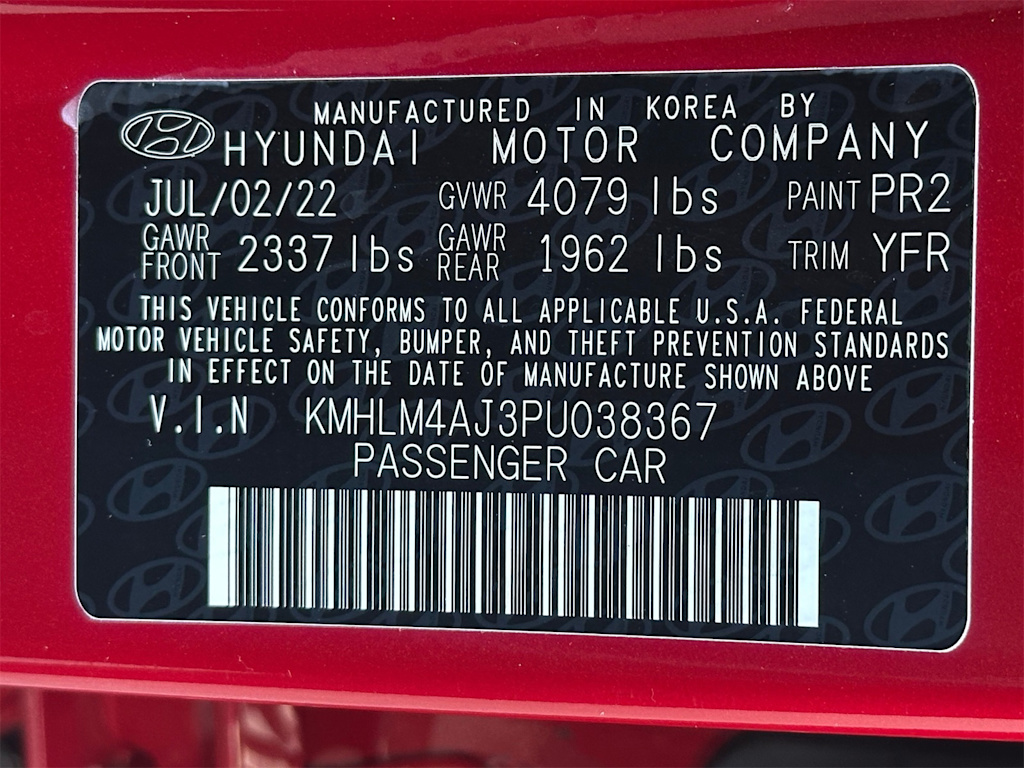 MANUFACTURED IN KOREA BY
HYUNDAI MOTOR COMPANY
JUL/02/22 GVWR 4079 lbs PAINT PR2
GAWR FRONT 2337 lbs GAWR REAR 1962 lbs TRIM YFR
THIS VEHICLE CONFORMS TO ALL APPLICABLE U.S.A. FEDERAL
MOTOR VEHICLE SAFETY, BUMPER, AND THEFT PREVENTION STANDARDS
IN EFFECT ON THE DATE OF MANUFACTURE SHOWN ABOVE
V.I.N KMHLM4AJ3PU038367
PASSENGER CAR